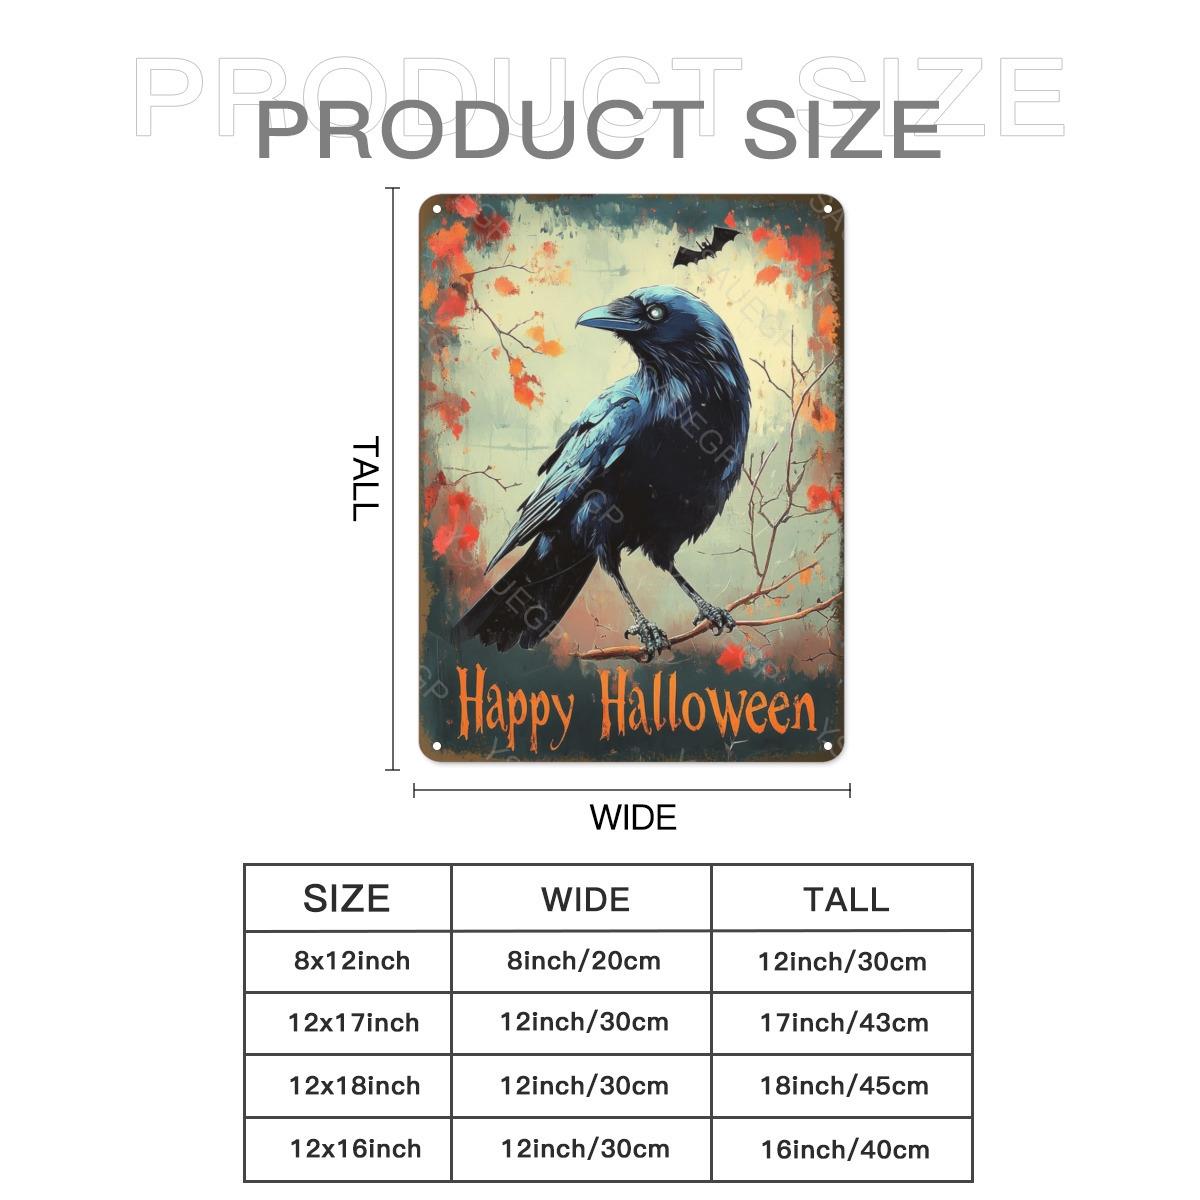 PRODUCT SIZE
PRODUCT SIZE
TALL
Happy Halloween
WIDE
SIZE WIDE TALL
8x12inch 8inch/20cm 12inch/30cm
12x17inch 12inch/30cm 17inch/43cm
12x18inch 12inch/30cm 18inch/45cm
12x16inch 12inch/30cm 16inch/40cm